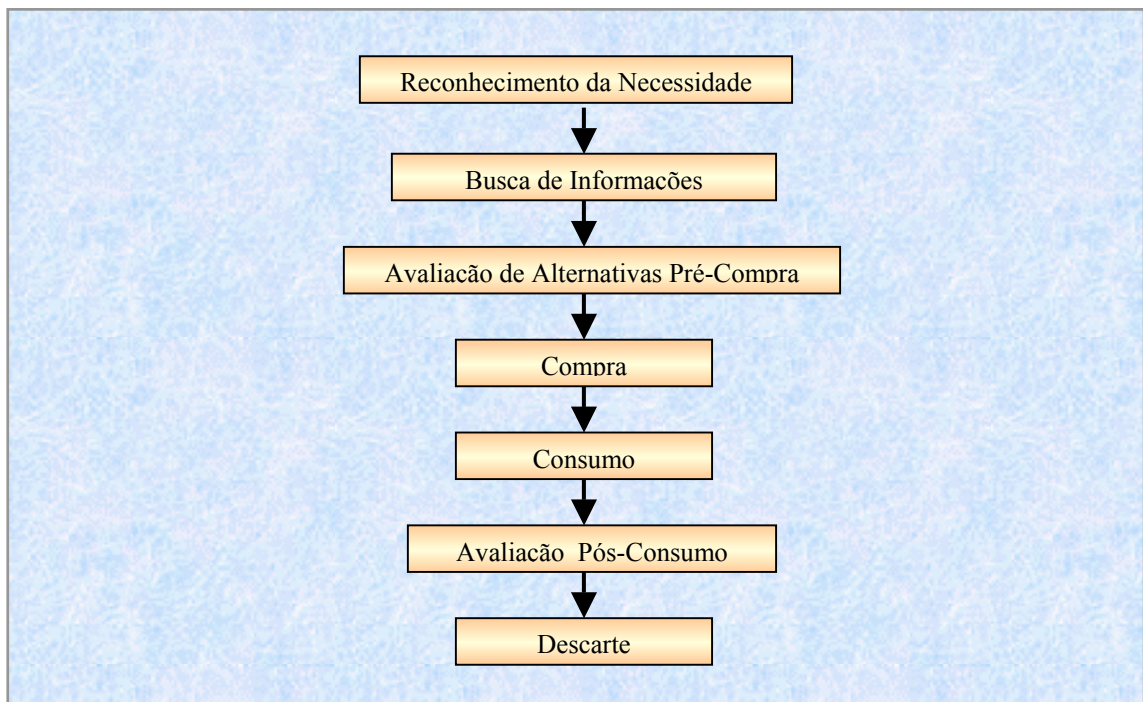 Reconhecimento da Necessidade
Busca de Informações
Avaliação de Alternativas Pré-Compra
Compra
Consumo
Avaliação Pós-Consumo
Descarte